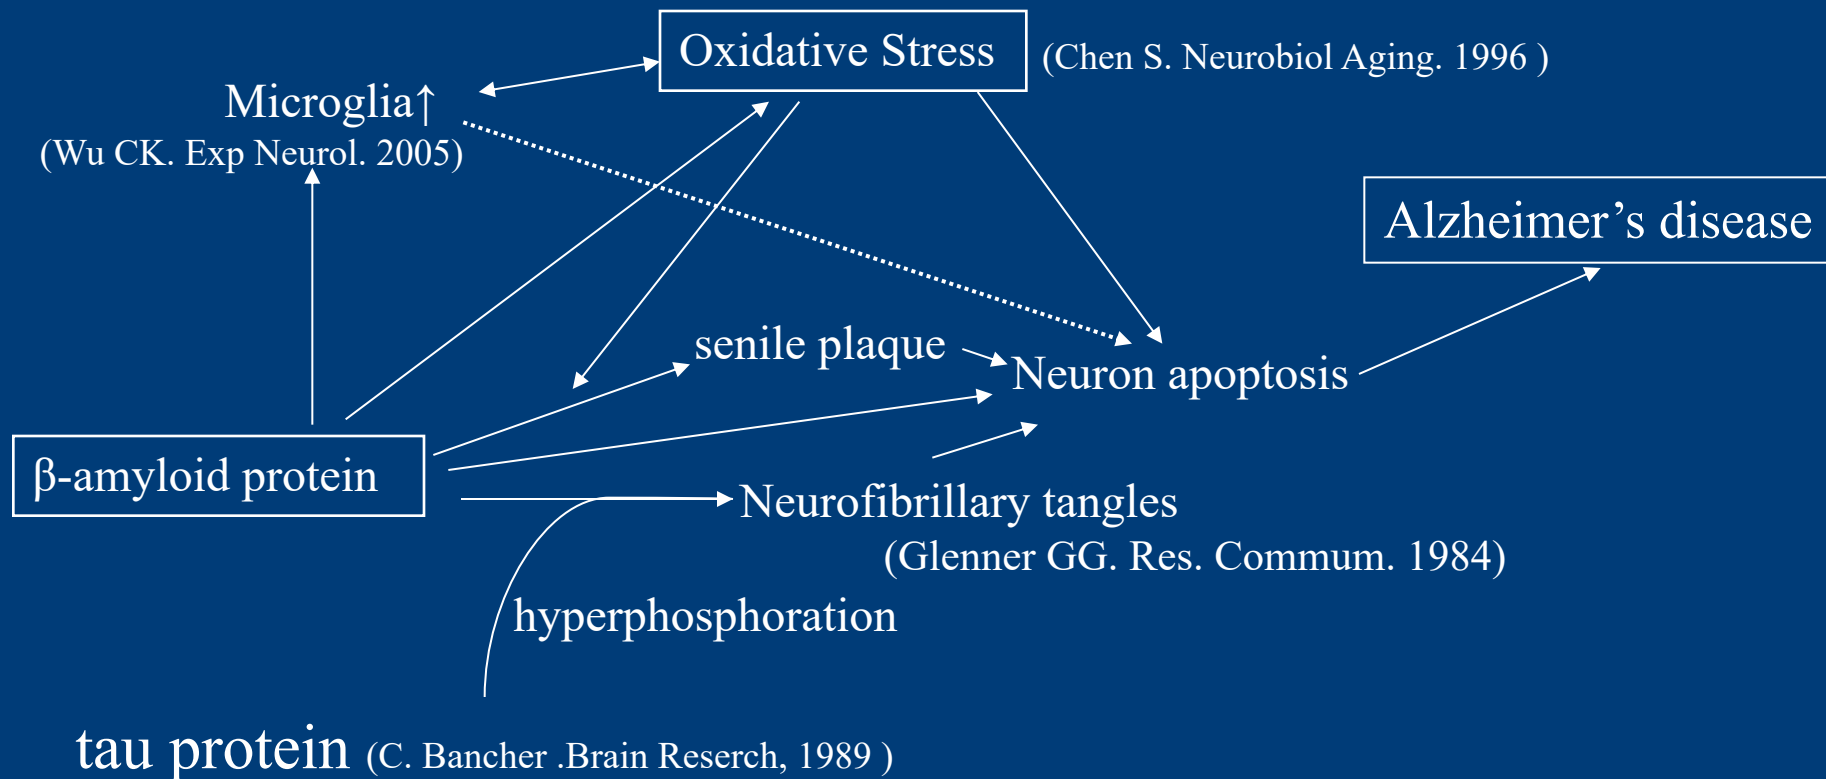 Oxidative Stress (Chen S. Neurobiol Aging. 1996 )
Microglia↑
(Wu CK. Exp Neurol. 2005)
Alzheimer’s disease
senile plaque
Neuron apoptosis
β-amyloid protein
Neurofibrillary tangles
(Glenner GG. Res. Commum. 1984)
hyperphosphoration
tau protein (C. Bancher .Brain Reserch, 1989 )